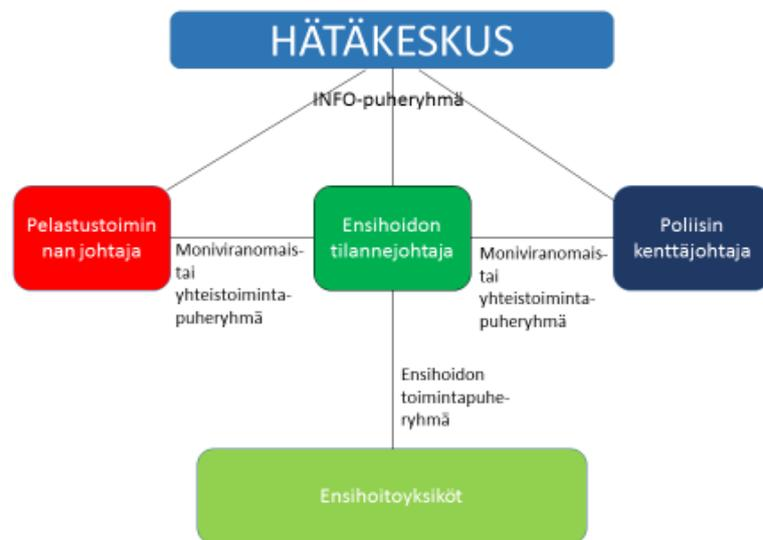 HÄTÄKESKUS
INFO-puheryhmä
Pelastustoimin
nan johtaja
Moniviranomais-
tai
yhteistoiminta-
puheryhmä
Ensihoidon
tilannejohtaja
Moniviranomais-
tai
yhteistoiminta-
puheryhmä
Poliisin
kenttäjohtaja
Ensihoidon
toimintapuhe-
ryhmä
Ensihoitoyksiköt